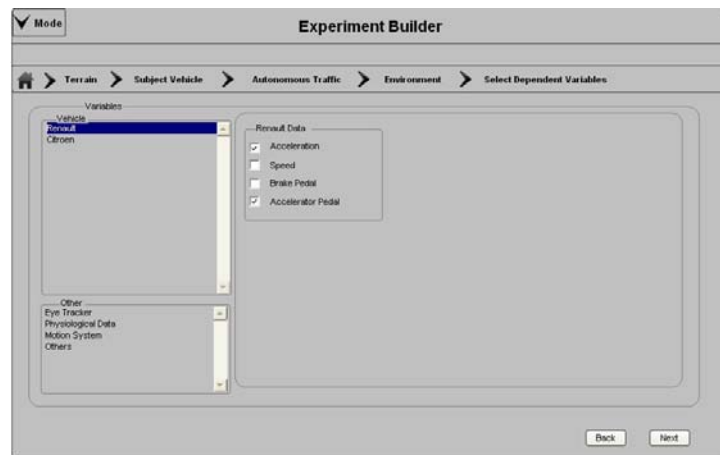 Mode
Experiment Builder
Terrain Subject Vehicle Autonomous Traffic Environment Select Dependent Variables
Variables
Vehicle
Renault
Citroen
Renault Data
Acceleration
Speed
Brake Pedal
Accelerator Pedal
Other
Eye Tracker
Physiological Data
Motion System
Others
Back Next